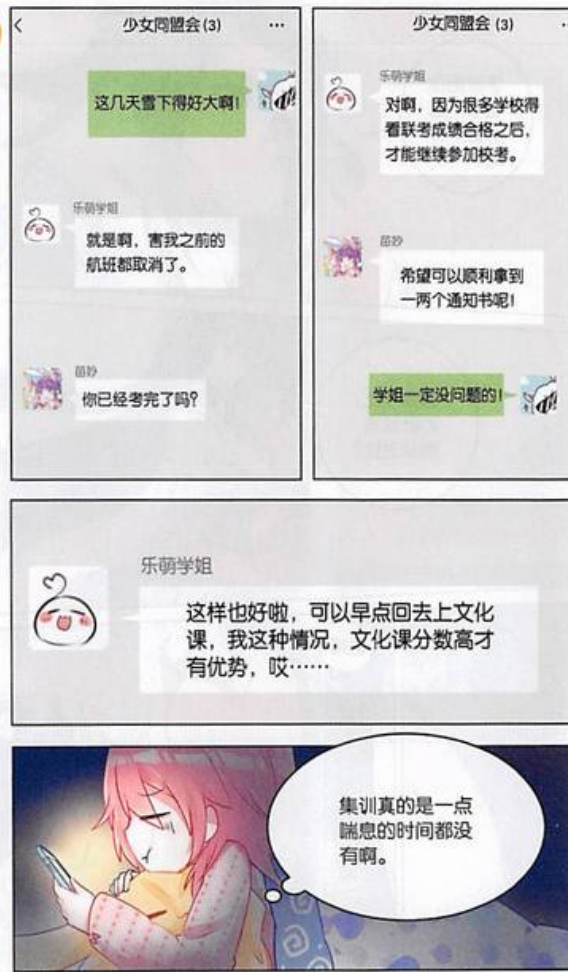 少女同盟会(3)
这几天雪下得好大啊!
乐萌学姐
就是啊，害我之前的
航班都取消了。
苗妙
你已经考完了吗?
少女同盟会(3)
乐萌学姐
对啊，因为很多学校得
看联考成绩合格之后，
才能继续参加校考。
苗妙
希望可以顺利拿到
一两个通知书呢!
学姐一定没问题的!
乐萌学姐
这样也好啦，可以早点回去上文化
课，我这种情况，文化课分数高才
有优势，哎……
集训真的是一点
喘息的时间都没
有啊。